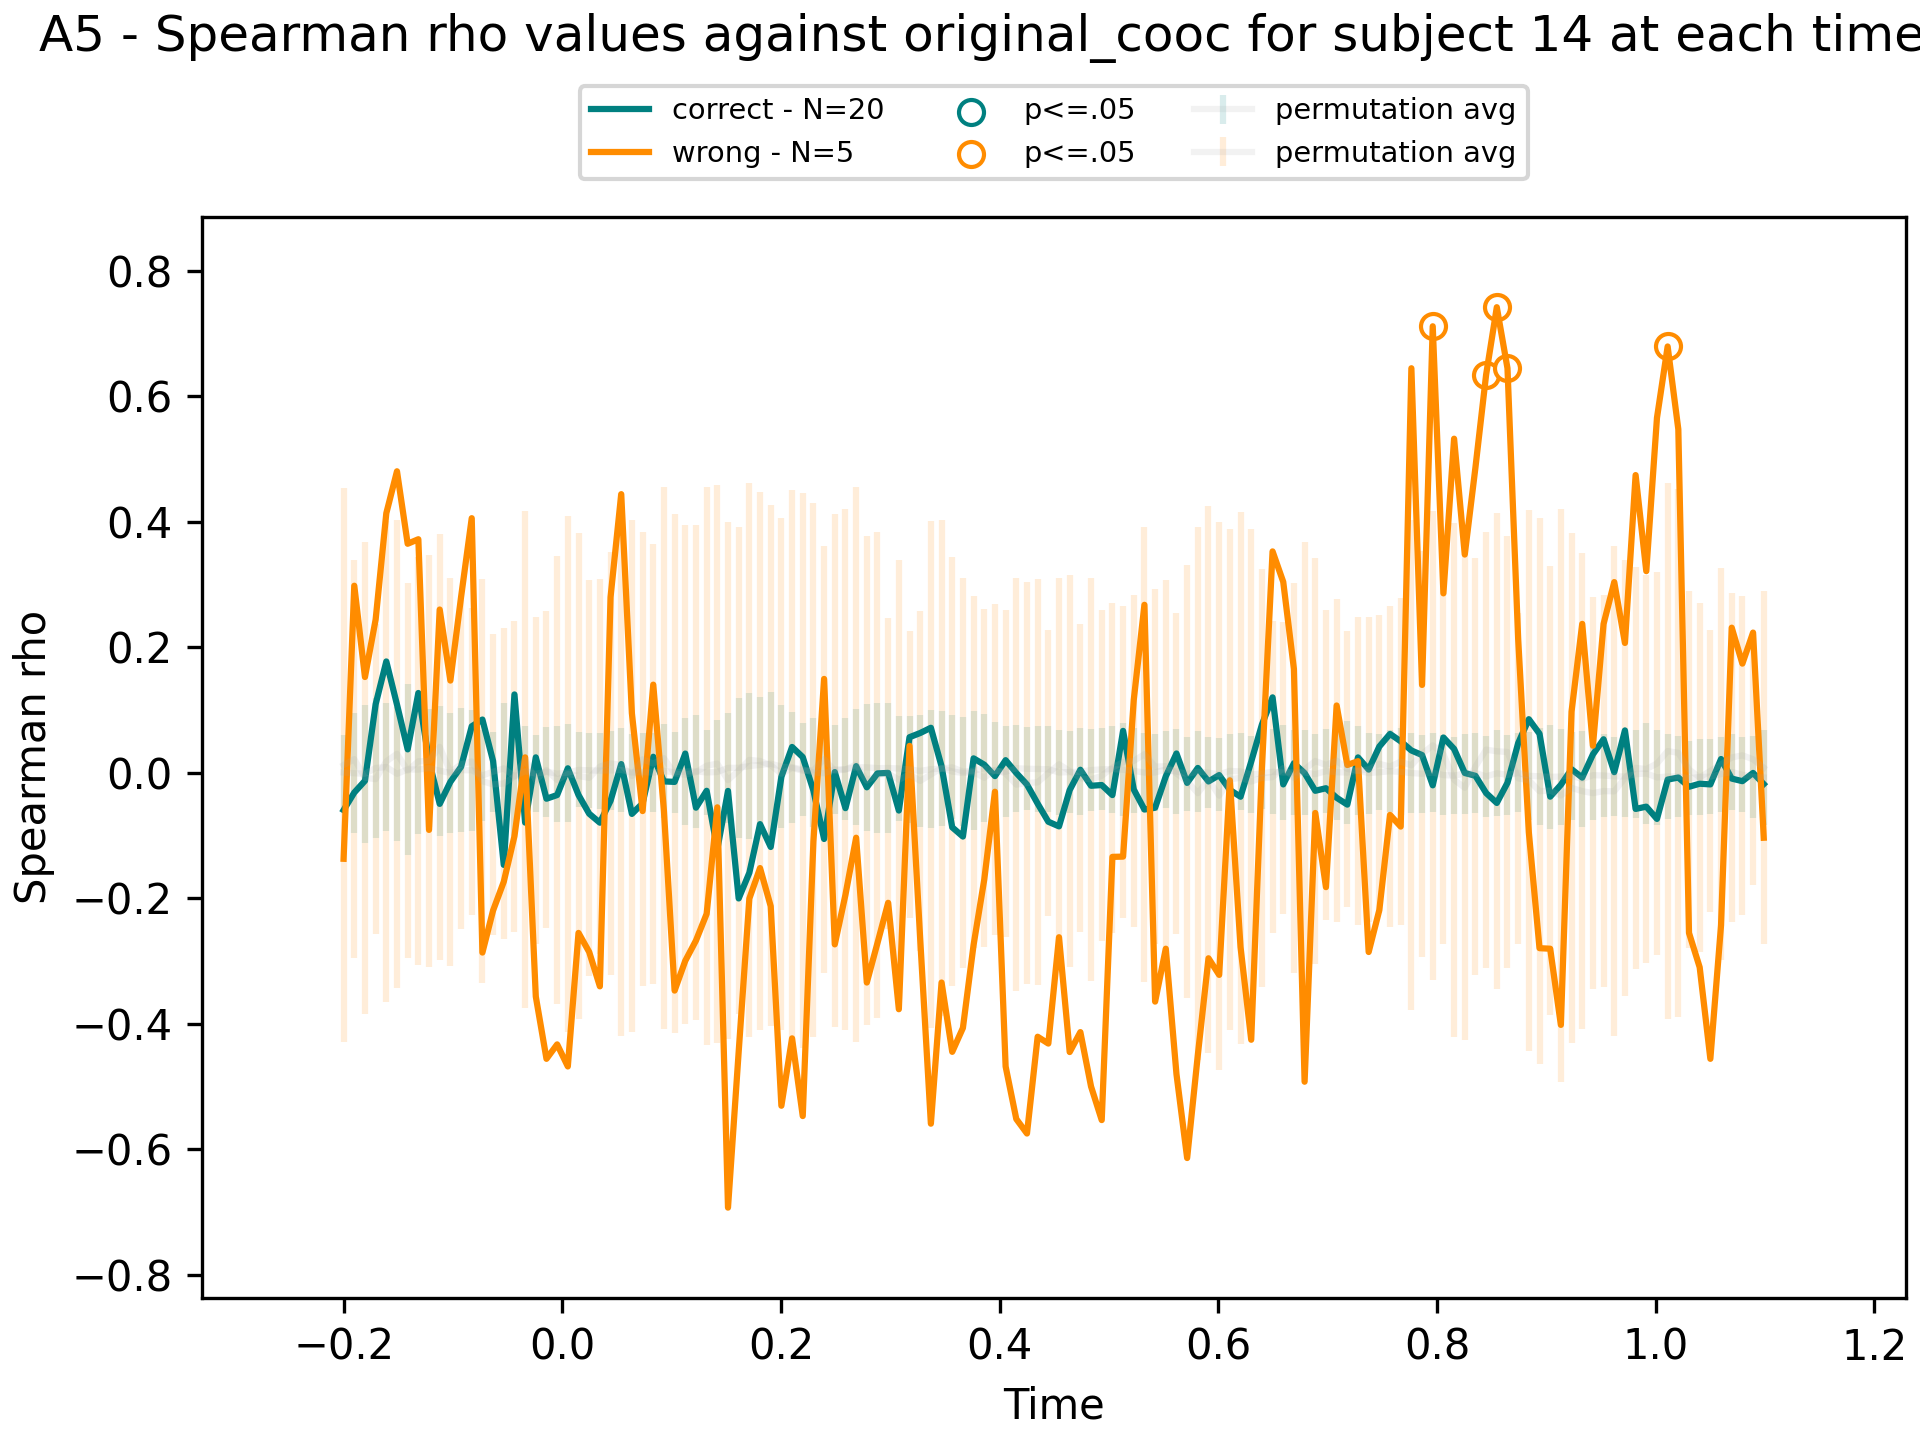 A5 - Spearman rho values against original_cooc for subject 14 at each time
correct - N=20
wrong - N=5
p<=.05
p<=.05
permutation avg
permutation avg
Spearman rho
0.8
0.6
0.4
0.2
0.0
−0.2
−0.4
−0.6
−0.8
−0.2 0.0 0.2 0.4 0.6 0.8 1.0 1.2
Time